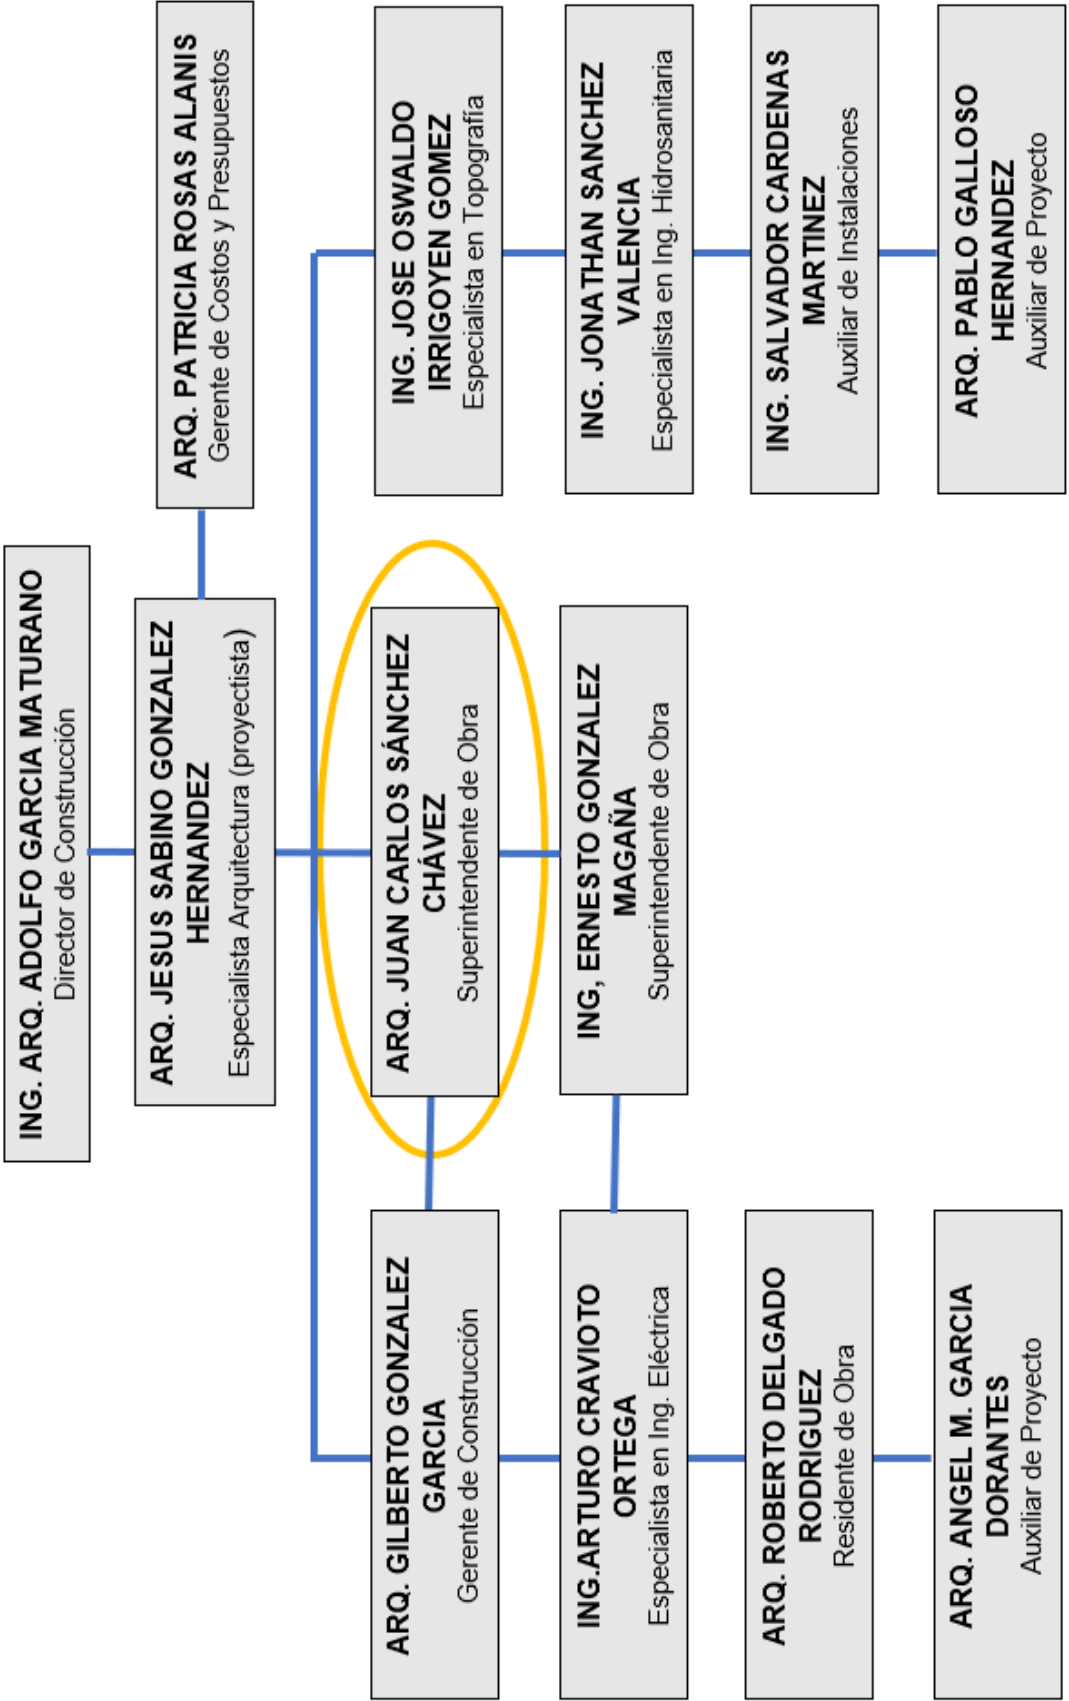 ING. ARQ. ADOLFO GARCIA MATURANO
Director de Construcción
ARQ. JESUS SABINO GONZALEZ
HERNANDEZ
Especialista Arquitectura (proyectista)
ARQ. PATRICIA ROSAS ALANIS
Gerente de Costos y Presupuestos
ARQ. GILBERTO GONZALEZ
GARCIA
Gerente de Construcción
ARQ. JUAN CARLOS SÁNCHEZ
CHÁVEZ
Superintendente de Obra
ING. JOSE OSWALDO
IRRIGOYEN GOMEZ
Especialista en Topografía
ING.ARTURO CRAVIOTO
ORTEGA
Especialista en Ing. Eléctrica
ING, ERNESTO GONZALEZ
MAGAÑA
Superintendente de Obra
ING. JONATHAN SANCHEZ
VALENCIA
Especialista en Ing. Hidrosanitaria
ARQ. ROBERTO DELGADO
RODRIGUEZ
Residente de Obra
ING. SALVADOR CARDENAS
MARTINEZ
Auxiliar de Instalaciones
ARQ. ANGEL M. GARCIA
DORANTES
Auxiliar de Proyecto
ARQ. PABLO GALLOSO
HERNANDEZ
Auxiliar de Proyecto